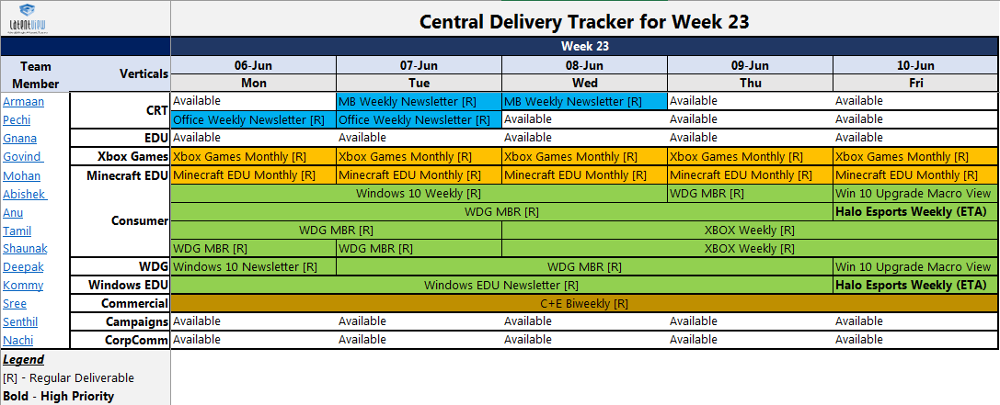 LatentView
Central Delivery Tracker for Week 23
Week 23
Team Member Verticals 06-Jun 07-Jun 08-Jun 09-Jun 10-Jun
Mon Tue Wed Thu Fri
Armaan CRT Available MB Weekly Newsletter [R] MB Weekly Newsletter [R] Available Available
Pechi Office Weekly Newsletter [R] Office Weekly Newsletter [R] Available Available Available
Gnana EDU Available Available Available Available Available
Govind Xbox Games Xbox Games Monthly [R] Xbox Games Monthly [R] Xbox Games Monthly [R] Xbox Games Monthly [R] Xbox Games Monthly [R]
Mohan Minecraft EDU Minecraft EDU Monthly [R] Minecraft EDU Monthly [R] Minecraft EDU Monthly [R] Minecraft EDU Monthly [R] Minecraft EDU Monthly [R]
Abishek Consumer Windows 10 Weekly [R] WDG MBR [R] Win 10 Upgrade Macro View
Anu WDG MBR [R] Halo Esports Weekly (ETA)
Tamil WDG MBR [R] XBOX Weekly [R]
Shaunak WDG MBR [R] WDG MBR [R] XBOX Weekly [R]
Deepak WDG Windows 10 Newsletter [R] WDG MBR [R] Win 10 Upgrade Macro View
Kommy Windows EDU Windows EDU Newsletter [R] Halo Esports Weekly (ETA)
Sree Commercial C+E Biweekly [R]
Senthil Campaigns Available Available Available Available Available
Nachi CorpComm Available Available Available Available Available
Legend
[R] - Regular Deliverable
Bold - High Priority